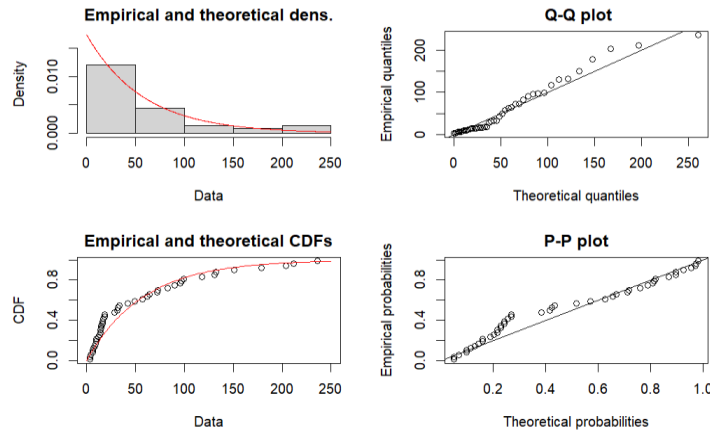 Empirical and theoretical dens.
Density
0.000
0.010
0 50 100 150 200 250
Data
Q-Q plot
Empirical quantiles
0
100
200
0 50 100 150 200 250
Theoretical quantiles
Empirical and theoretical CDFs
CDF
0.0
0.4
0.8
0 50 100 150 200 250
Data
P-P plot
Empirical probabilities
0.0
0.4
0.8
0.2 0.4 0.6 0.8 1.0
Theoretical probabilities